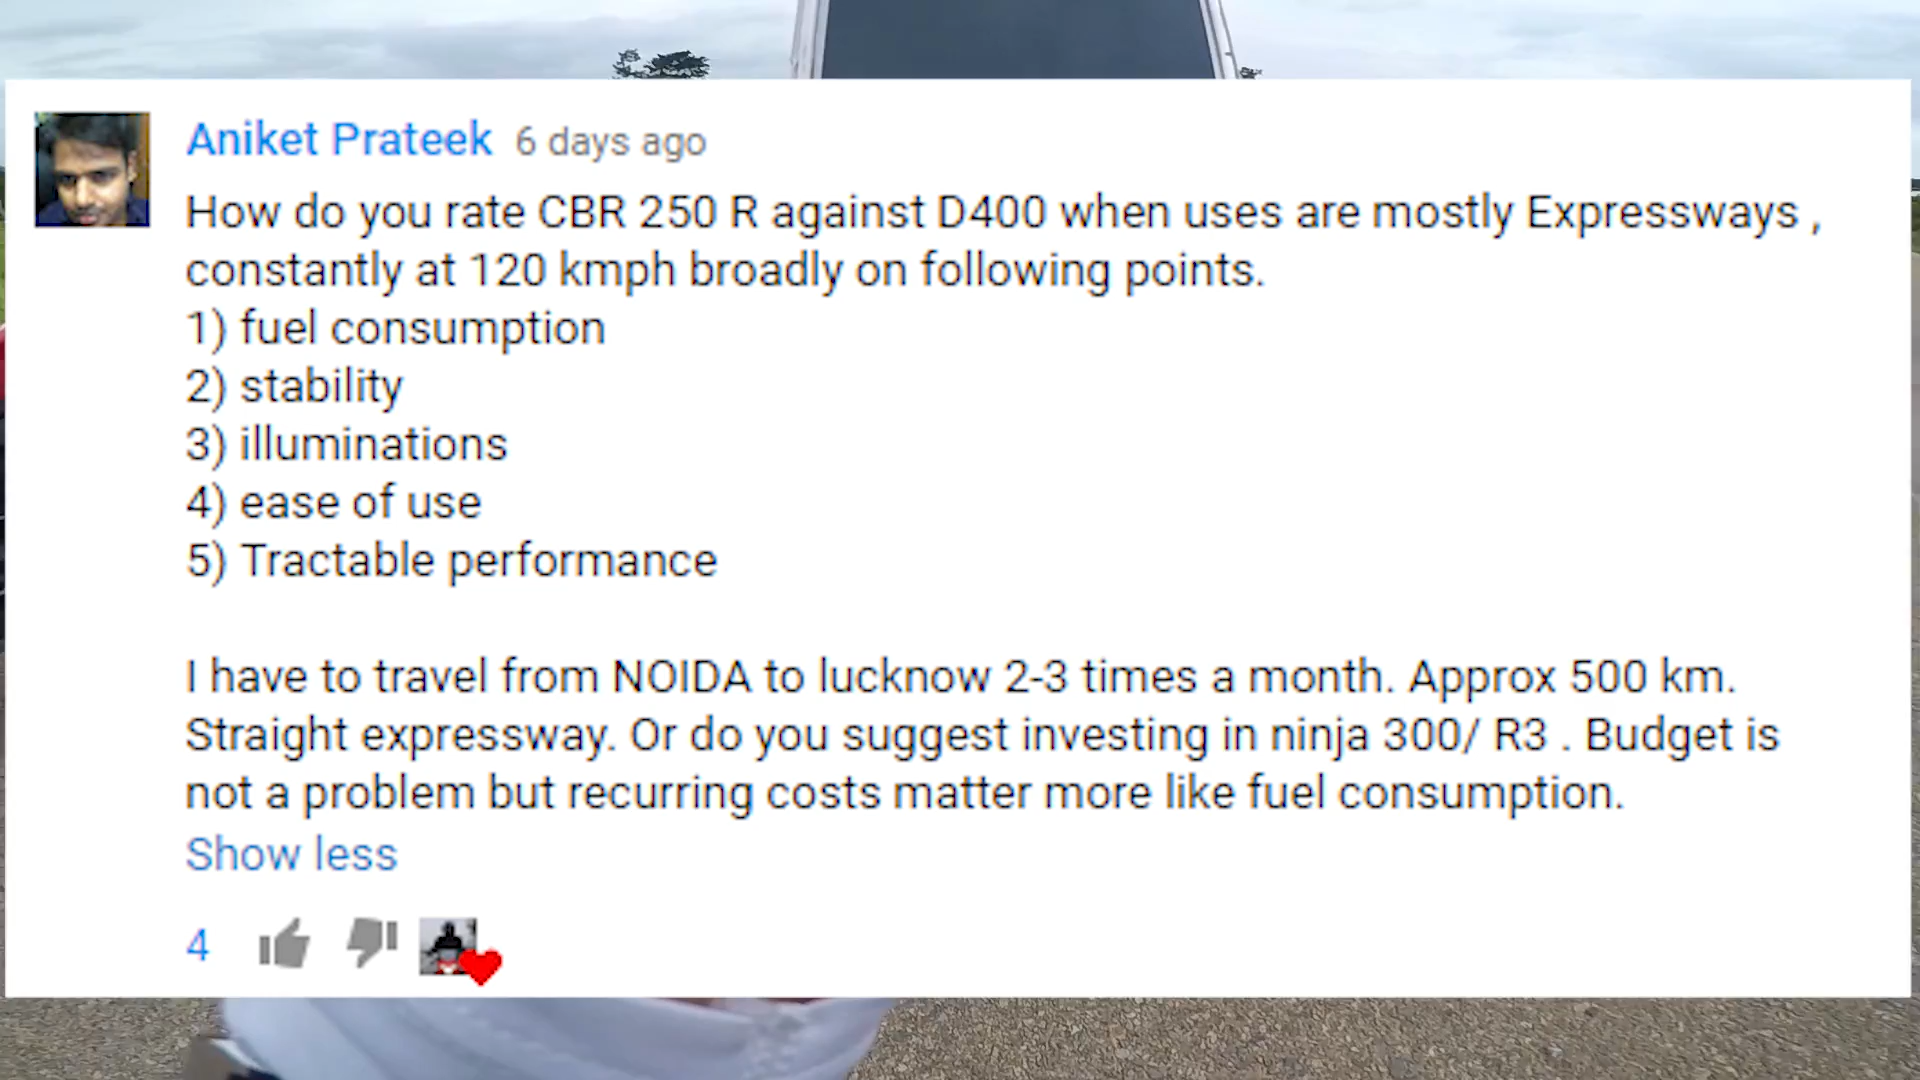 Aniket Prateek 6 days ago
How do you rate CBR 250 R against D400 when uses are mostly Expressways ,
constantly at 120 kmph broadly on following points.
1) fuel consumption
2) stability
3) illuminations
4) ease of use
5) Tractable performance
I have to travel from NOIDA to lucknow 2-3 times a month. Approx 500 km.
Straight expressway. Or do you suggest investing in ninja 300/ R3 . Budget is
not a problem but recurring costs matter more like fuel consumption.
Show less
4